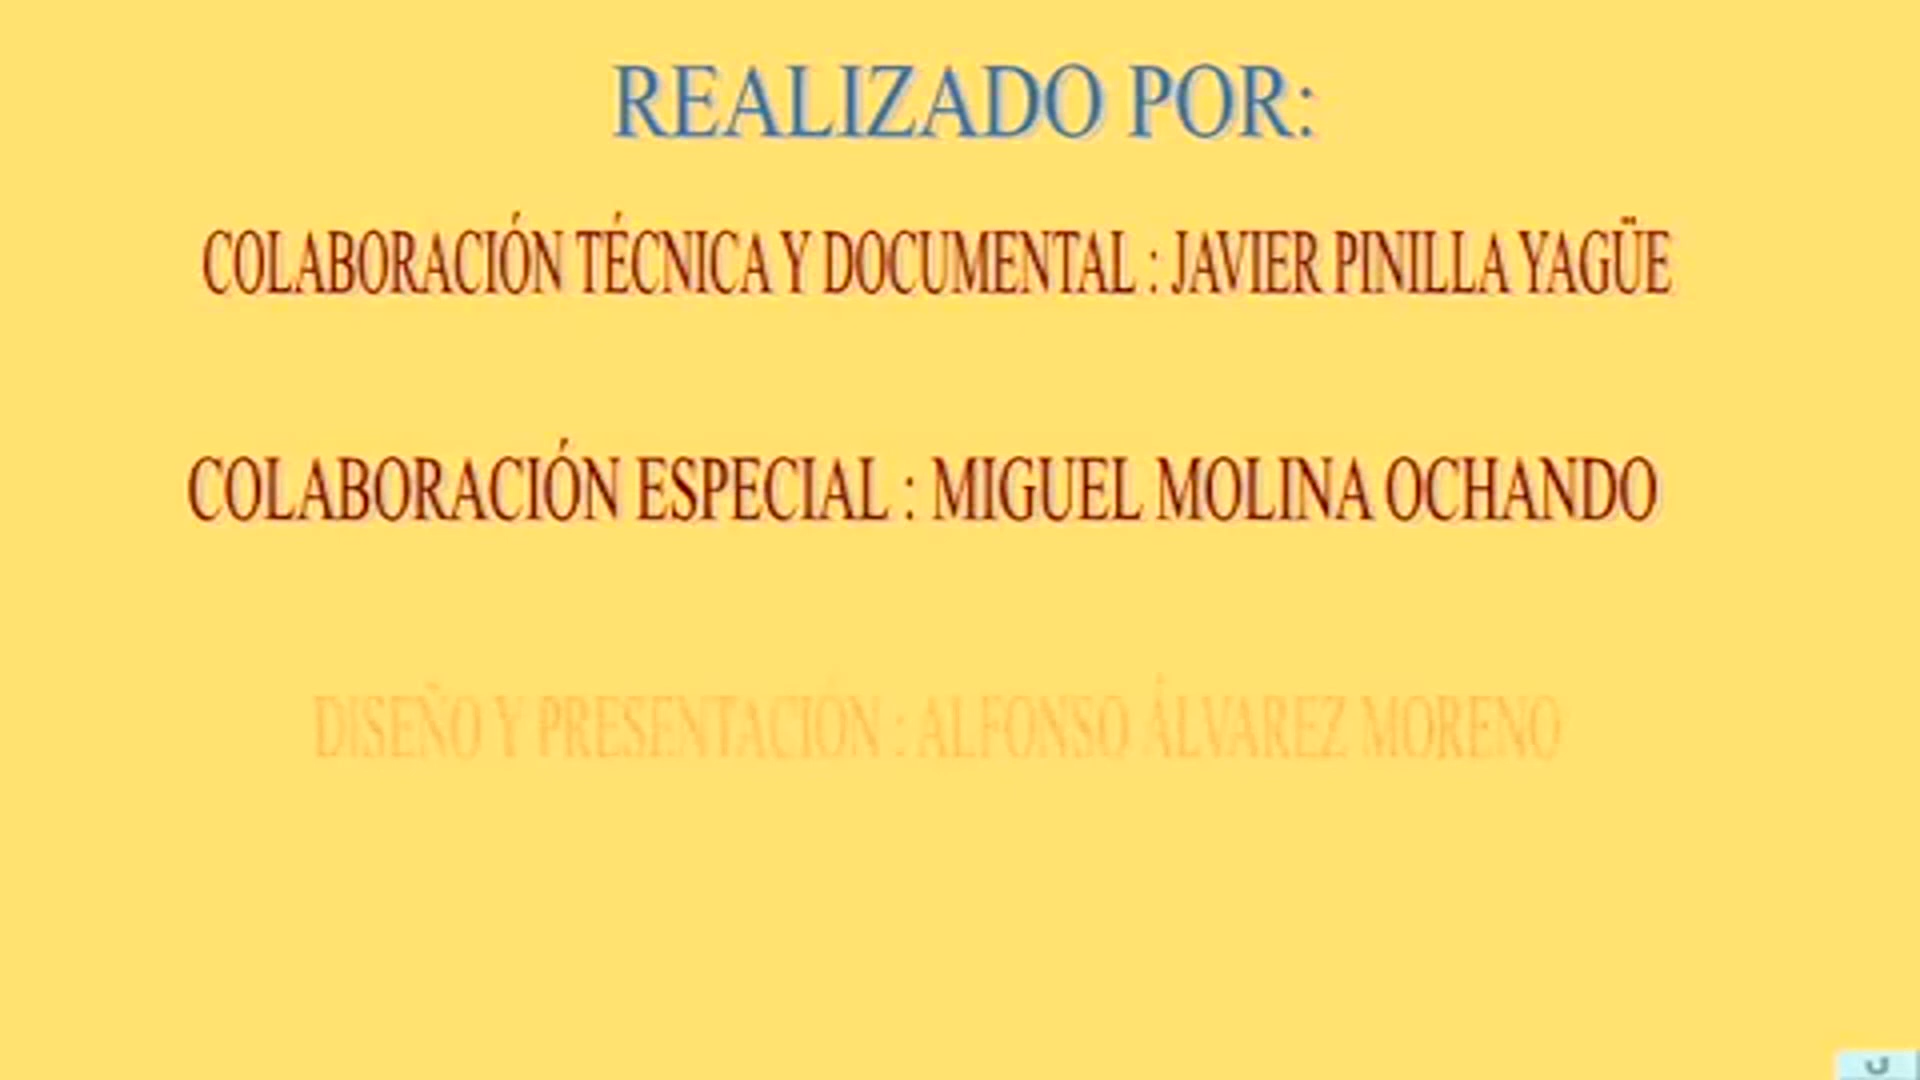 REALIZADO POR:
COLABORACIÓN TÉCNICA Y DOCUMENTAL : JAVIER PINILLA YAGÜE
COLABORACIÓN ESPECIAL : MIGUEL MOLINA OCHANDO
DISEÑO Y PRESENTACIÓN : ALFONSO ÁLVAREZ MORENO